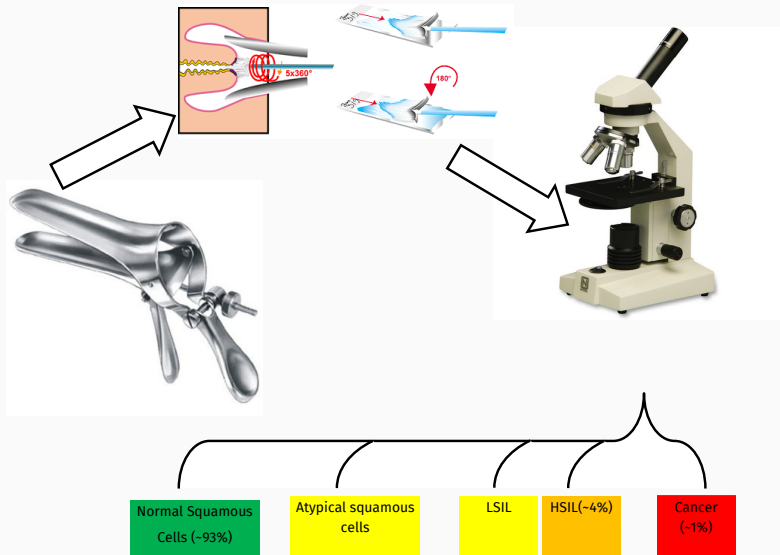 5x360°
180°
Normal Squamous
Cells (~93%)
Atypical squamous
cells
LSIL
HSIL(~4%)
Cancer
(~1%)